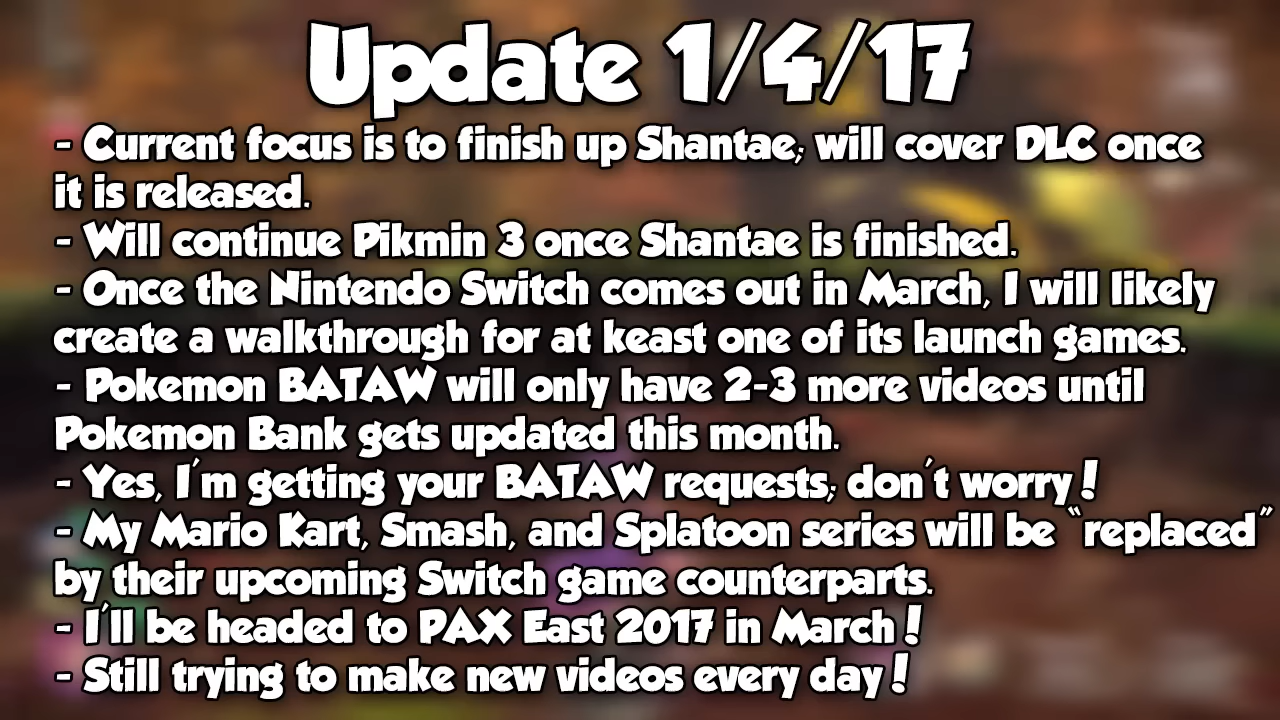 Update 1/4/17
- Current focus is to finish up Shantae; will cover DLC once
it is released.
- Will continue Pikmin 3 once Shantae is finished.
- Once the Nintendo Switch comes out in March, I will likely
create a walkthrough for at keast one of its launch games.
- Pokemon BATAW will only have 2-3 more videos until
Pokemon Bank gets updated this month.
- Yes, I'm getting your BATAW requests; don't worry!
- My Mario Kart, Smash, and Splatoon series will be "replaced"
by their upcoming Switch game counterparts.
- I'll be headed to PAX East 2017 in March!
- Still trying to make new videos every day!